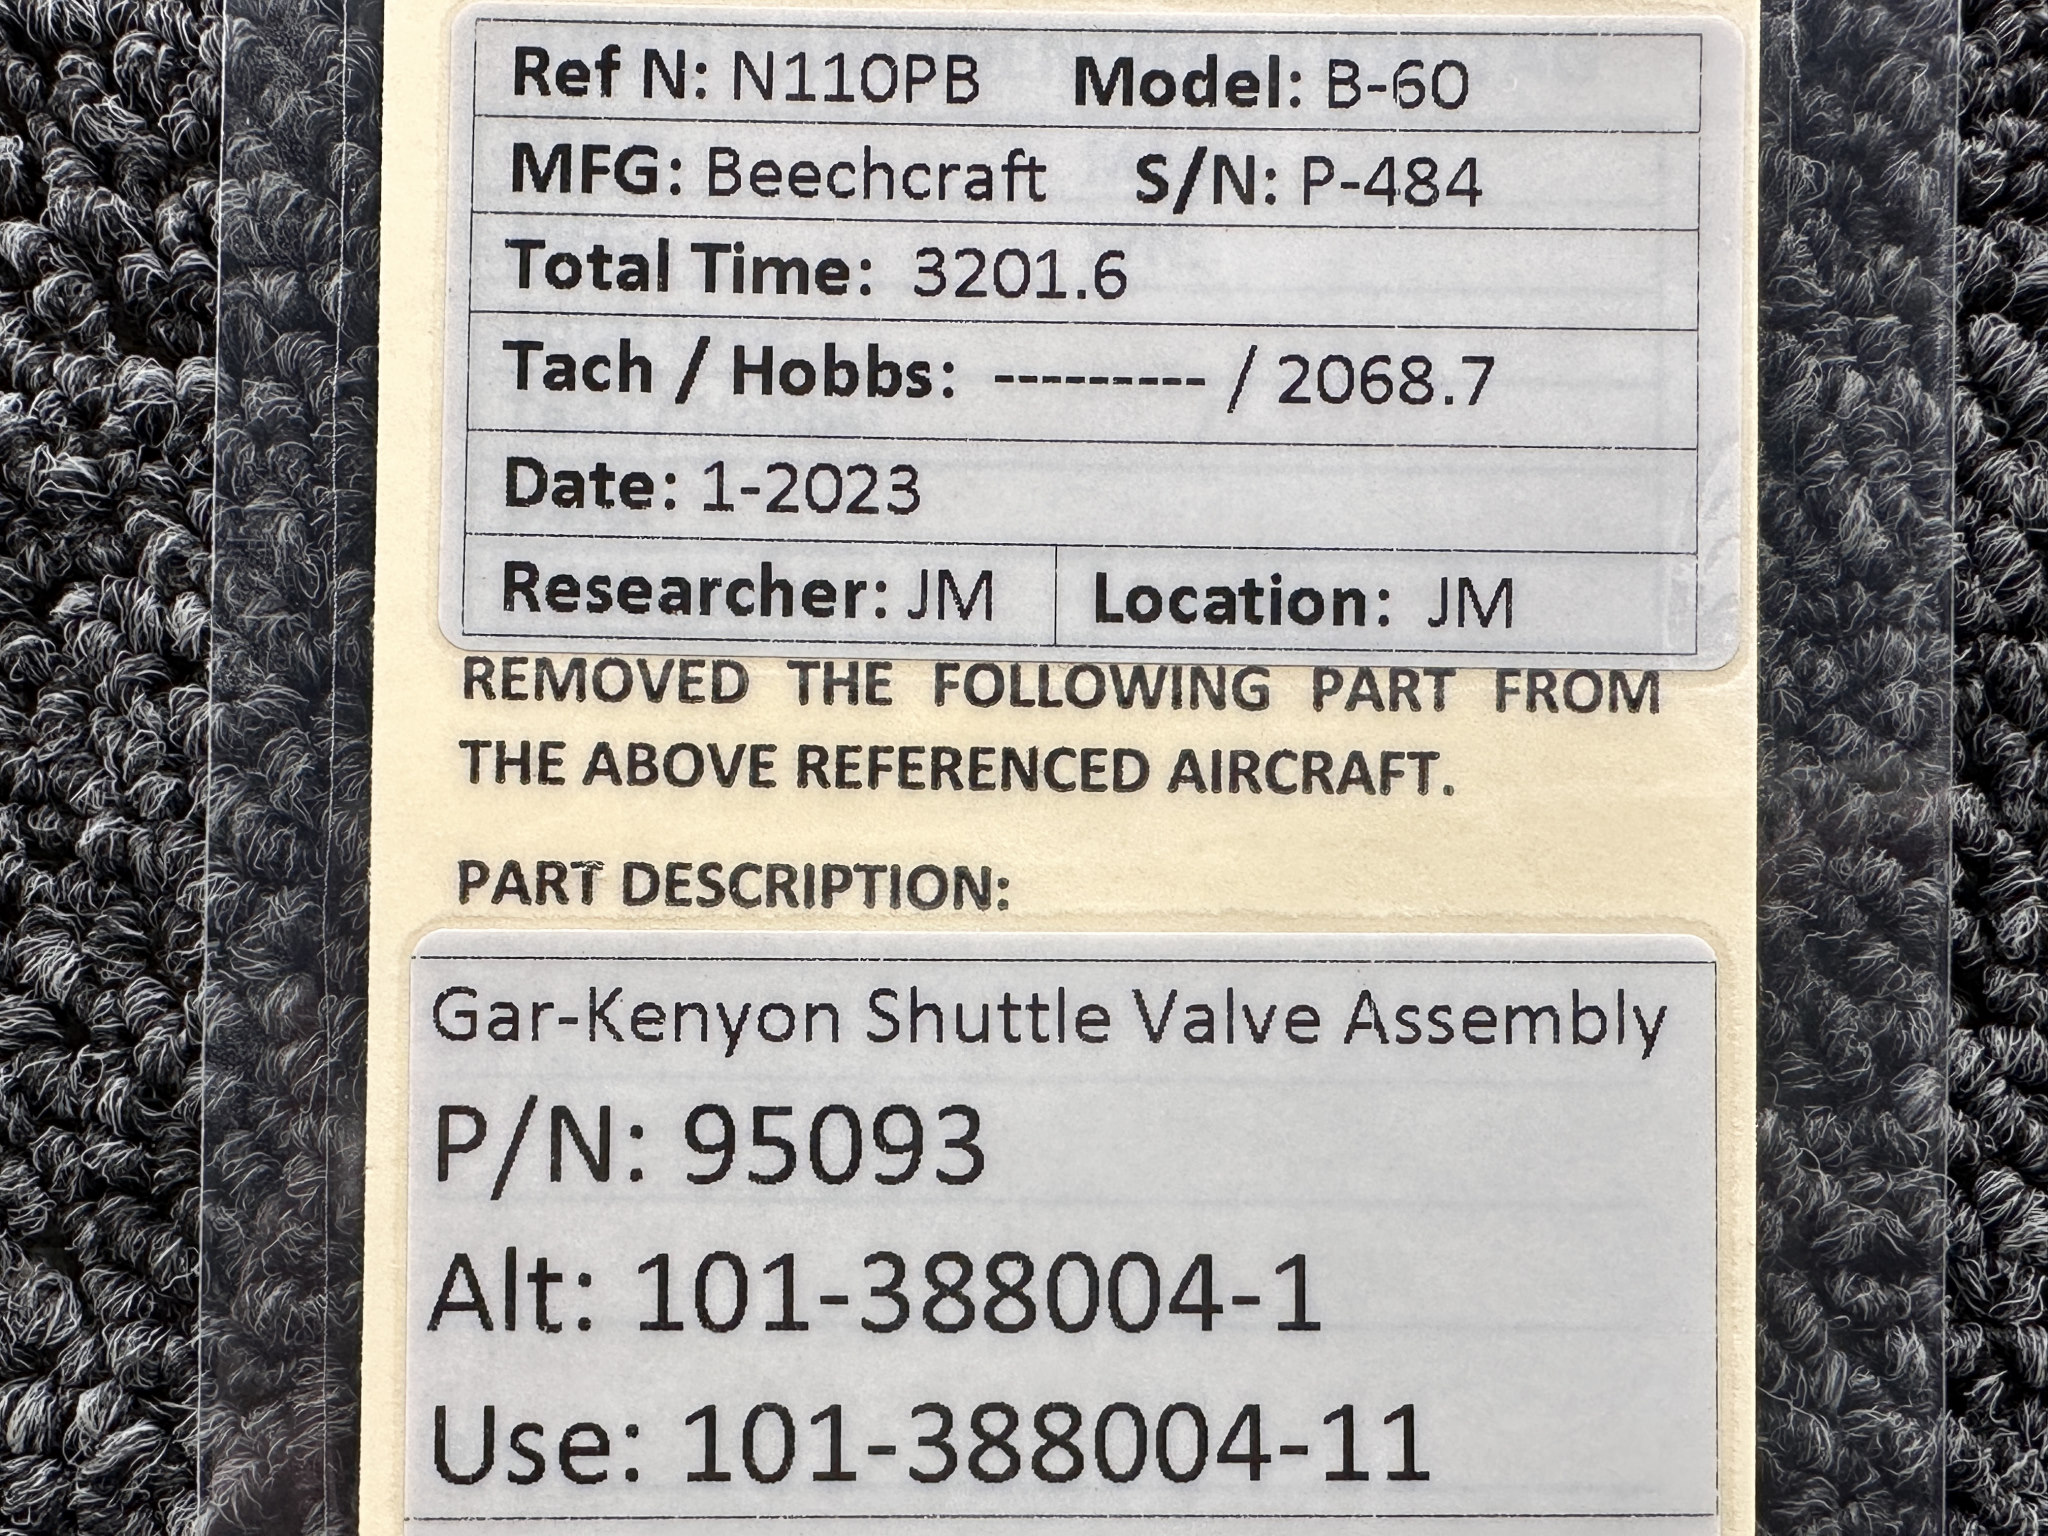 Ref N: N110PB Model: B-60
MFG: Beechcraft S/N: P-484
Total Time: 3201.6
Tach / Hobbs: --------- / 2068.7
Date: 1-2023
Researcher: JM Location: JM
REMOVED THE FOLLOWING PART FROM
THE ABOVE REFERENCED AIRCRAFT.
PART DESCRIPTION:
Gar-Kenyon Shuttle Valve Assembly
P/N: 95093
Alt: 101-388004-1
Use: 101-388004-11